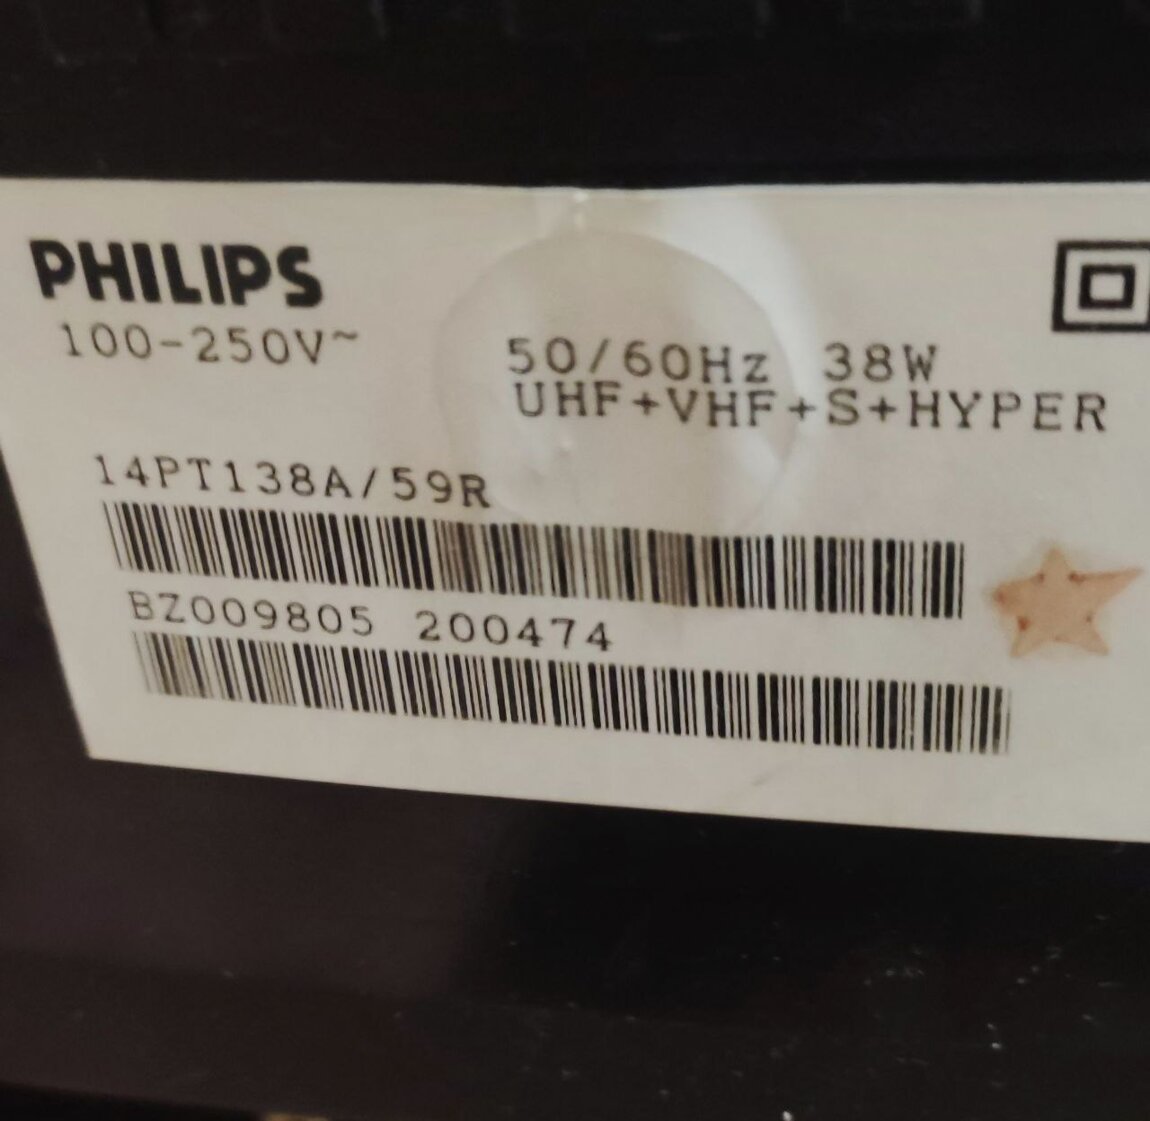 PHILIPS
100-250V~
50/60Hz 38W
UHF+VHF+S+HYPER
14PT138A/59R
BZ009805 200474